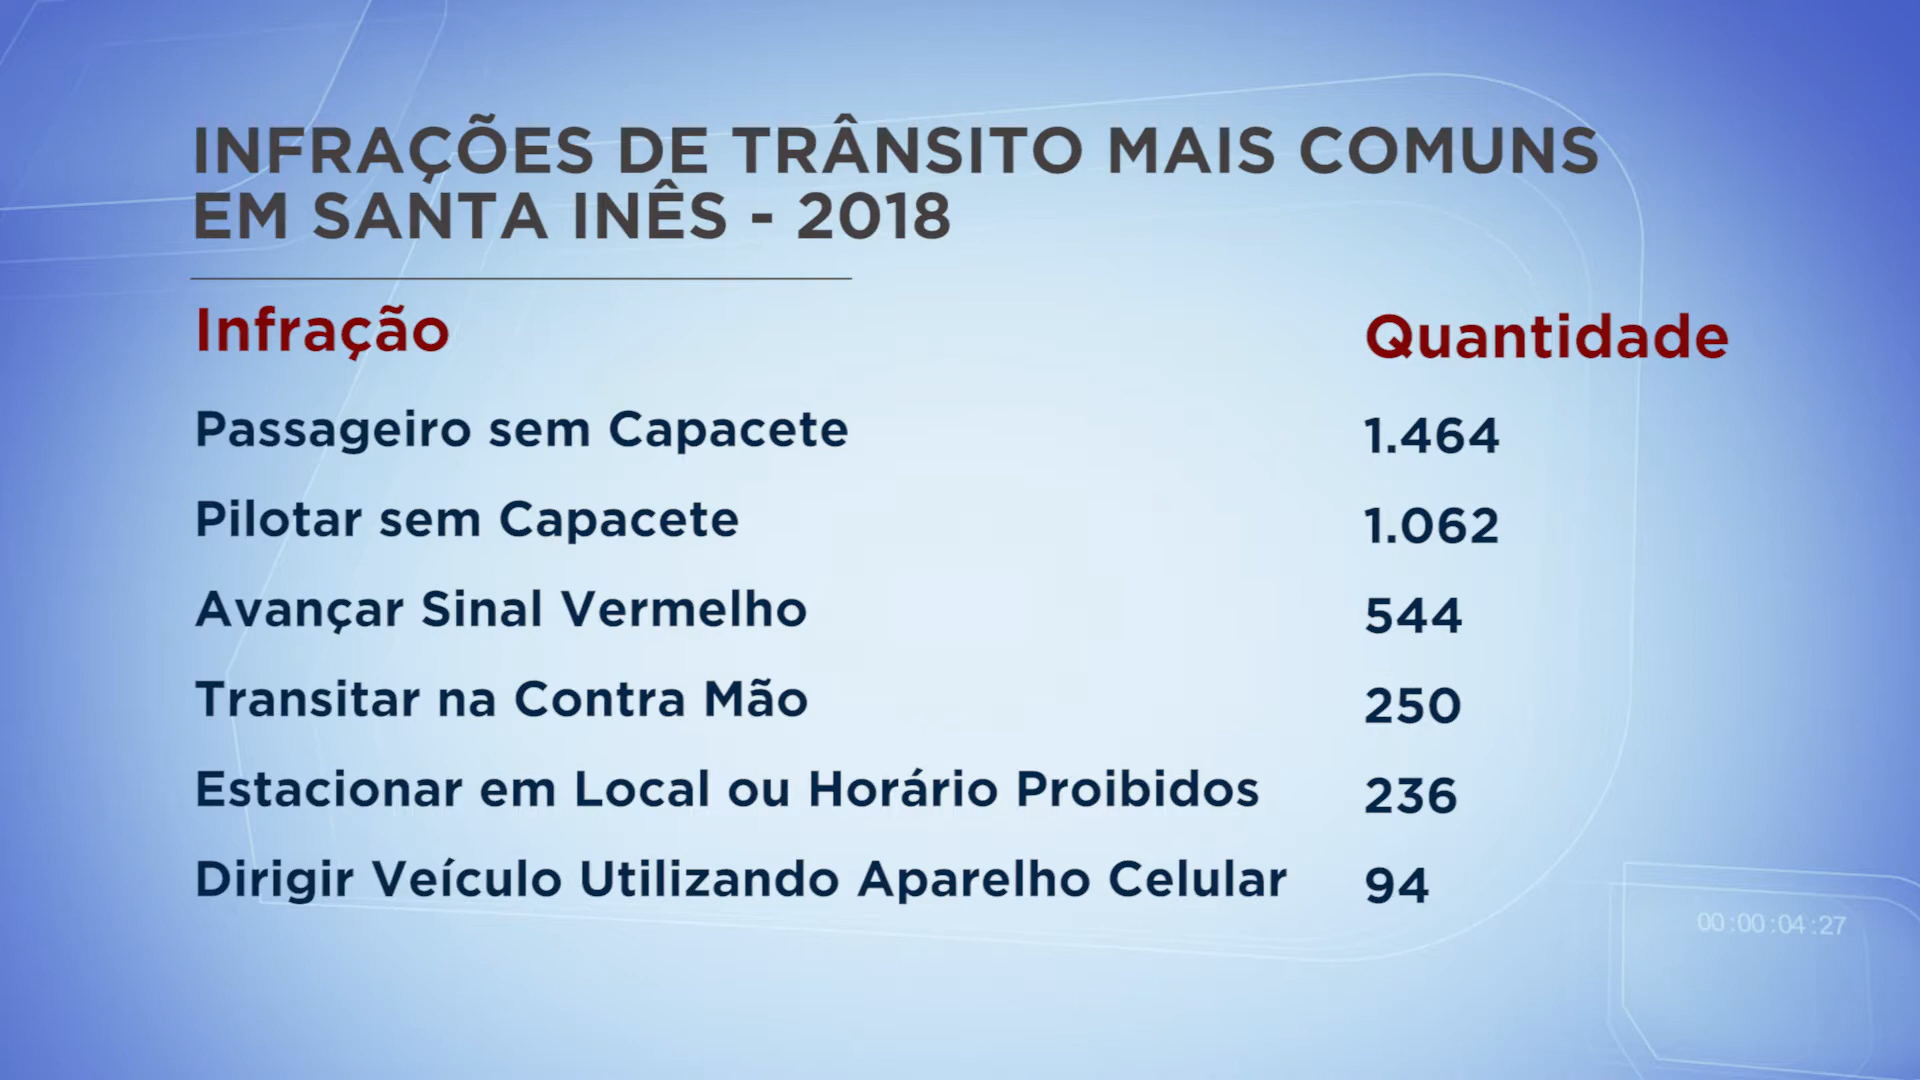 INFRAÇÕES DE TRÂNSITO MAIS COMUNS
EM SANTA INÊS - 2018
Infração Quantidade
Passageiro sem Capacete 1.464
Pilotar sem Capacete 1.062
Avançar Sinal Vermelho 544
Transitar na Contra Mão 250
Estacionar em Local ou Horário Proibidos 236
Dirigir Veículo Utilizando Aparelho Celular 94
00:00:04:27